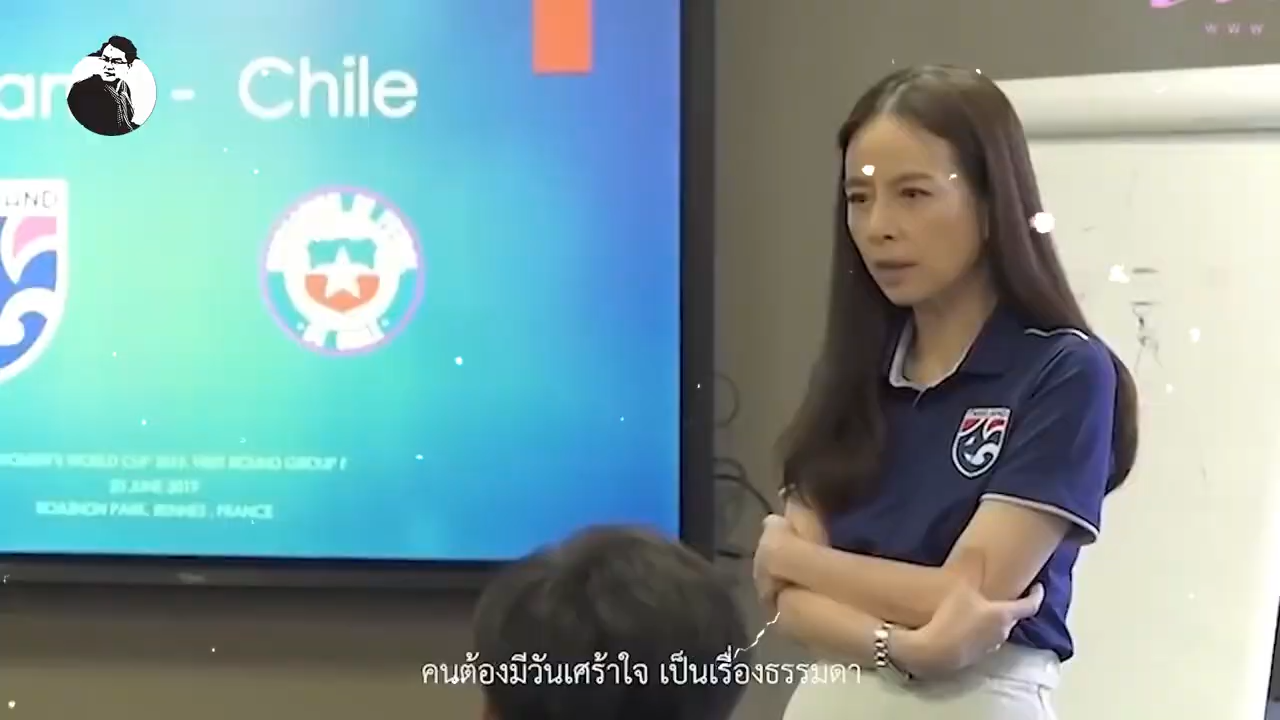 - Chile
WOMEN'S WORLD CUP 2019, FIRST ROUND GROUP F
20 JUNE 2019
ROAZHON PARK, RENNES , FRANCE
คนต้องมีวันเศร้าใจ เป็นเรื่องธรรมดา